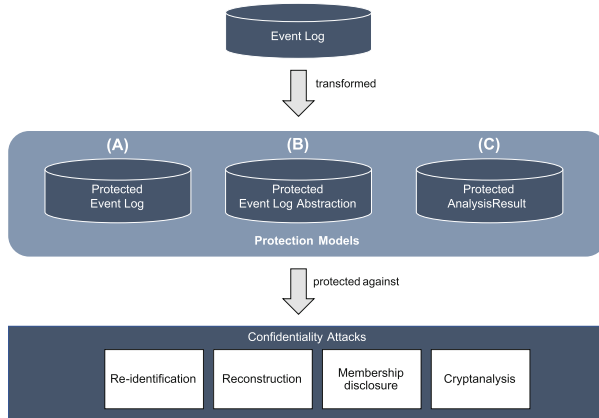 Event Log
transformed
(A)
(B)
(C)
Protected
Event Log
Protected
Event Log Abstraction
Protected
AnalysisResult
Protection Models
protected against
Confidentiality Attacks
Re-identification
Reconstruction
Membership
disclosure
Cryptanalysis